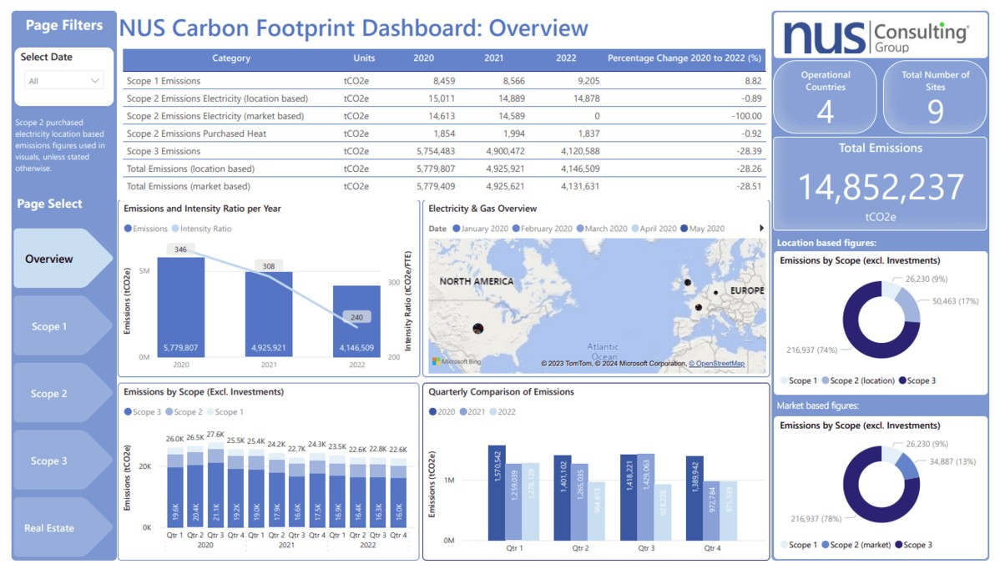 Page Filters
Select Date
All
Scope 2 purchased
electricity location based
emissions figures used in
visuals, unless stated
otherwise.
Page Select
Overview
Scope 1
Scope 2
Scope 3
Real Estate
NUS Carbon Footprint Dashboard: Overview
Category Units 2020 2021 2022 Percentage Change 2020 to 2022 (%)
Scope 1 Emissions tCO2e 8,459 8,566 9,205 8.82
Scope 2 Emissions Electricity (location based) tCO2e 15,011 14,889 14,878 -0.89
Scope 2 Emissions Electricity (market based) tCO2e 14,613 14,589 0 -100.00
Scope 2 Emissions Purchased Heat tCO2e 1,854 1,994 1,837 -0.92
Scope 3 Emissions tCO2e 5,754,483 4,900,472 4,120,588 -28.39
Total Emissions (location based) tCO2e 5,779,807 4,925,921 4,146,509 -28.26
Total Emissions (market based) tCO2e 5,779,409 4,925,621 4,131,631 -28.51
Emissions and Intensity Ratio per Year
Emissions Intensity Ratio
Emissions (tCO2e)
5M
0M
346
308
240
5,779,807 4,925,921 4,146,509
2020 2021 2022
300
200
Intensity Ratio (tCO2e/FTE)
Electricity & Gas Overview
Date January 2020 February 2020 March 2020 April 2020 May 2020
NORTH AMERICA
EUROPE
Atlantic
Ocean
Microsoft Bing
© 2023 TomTom, © 2024 Microsoft Corporation, © OpenStreetMap
Emissions by Scope (Excl. Investments)
Scope 3 Scope 2 Scope 1
Emissions (tCO2e)
20K
0K
26.0K 26.5K 27.6K 25.5K 25.4K 24.2K 22.7K 24.3K 23.5K 22.6K 22.8K 22.6K
19.6K 20.4K 21.1K 19.2K 19.0K 17.9K 16.6K 17.5K 16.9K 16.4K 16.3K 16.0K
Qtr 1 Qtr 2 Qtr 3 Qtr 4 Qtr 1 Qtr 2 Qtr 3 Qtr 4 Qtr 1 Qtr 2 Qtr 3 Qtr 4
2020 2021 2022
Quarterly Comparison of Emissions
2020 2021 2022
Emissions (tCO2e)
1M
0M
1,570,542 1,259,039 1,278,129
1,401,102 1,265,035
1,418,221 1,429,063 928,228
1,389,942 972,784 975,539
Qtr 1 Qtr 2 Qtr 3 Qtr 4
nus Consulting®
Group
Operational
Countries
4
Total Number of
Sites
9
Total Emissions
14,852,237
tCO2e
Location based figures:
Emissions by Scope (excl. Investments)
26,230 (9%)
50,463 (17%)
216,937 (74%)
Scope 1 Scope 2 (location) Scope 3
Market based figures:
Emissions by Scope (excl. Investments)
26,230 (9%)
34,887 (13%)
216,937 (78%)
Scope 1 Scope 2 (market) Scope 3